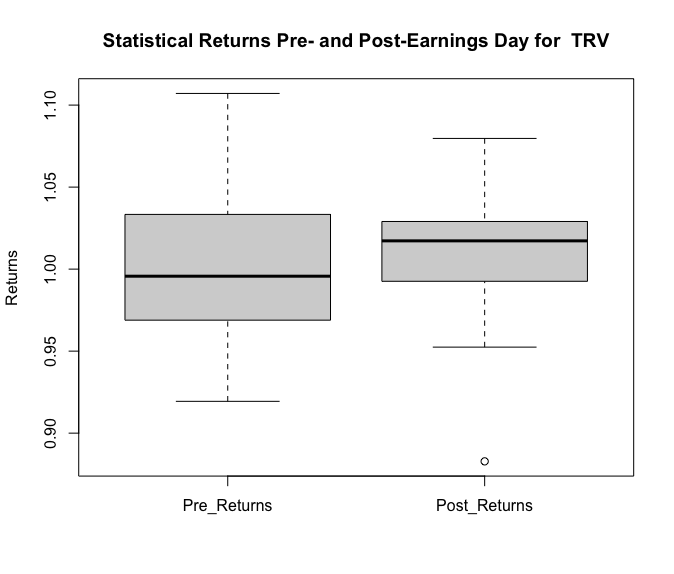 Statistical Returns Pre- and Post-Earnings Day for  TRV
Returns
1.10
1.05
1.00
0.95
0.90
Pre_Returns
Post_Returns